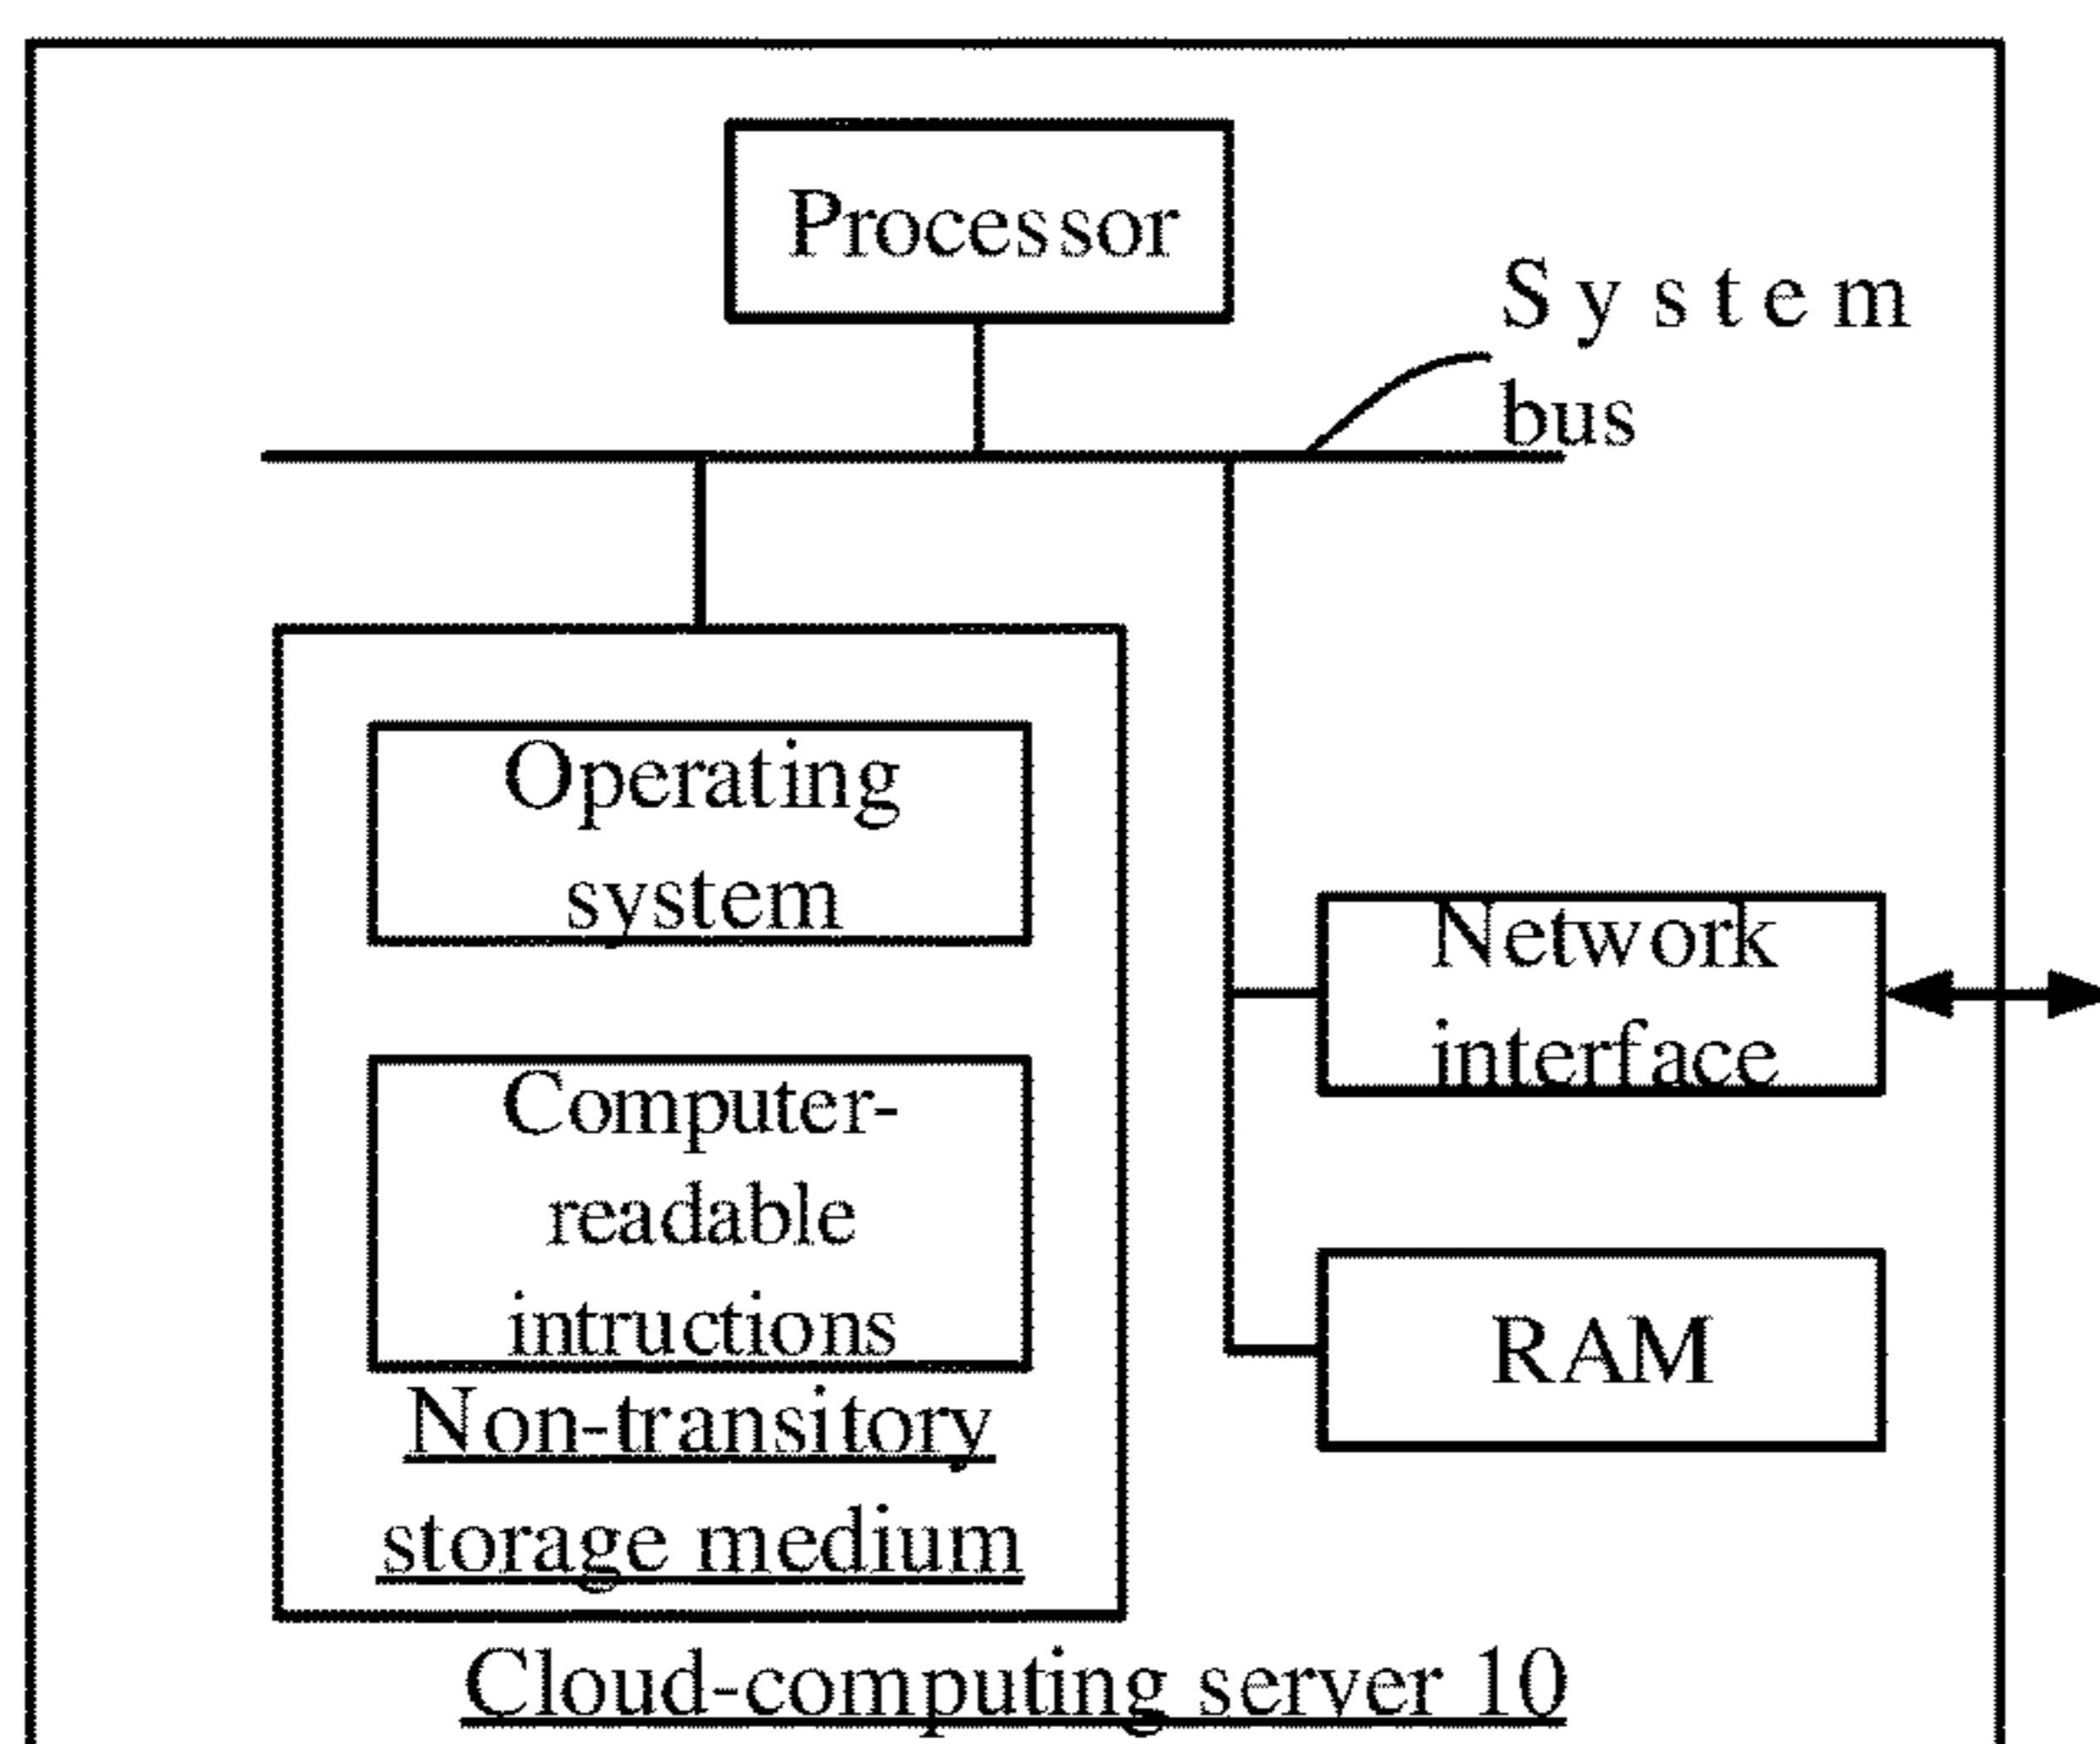 Processor
System
bus
Operating
system
Network
interface
Computer-
readable
intructions
RAM
Non-transitory
storage medium
Cloud-computing server 10